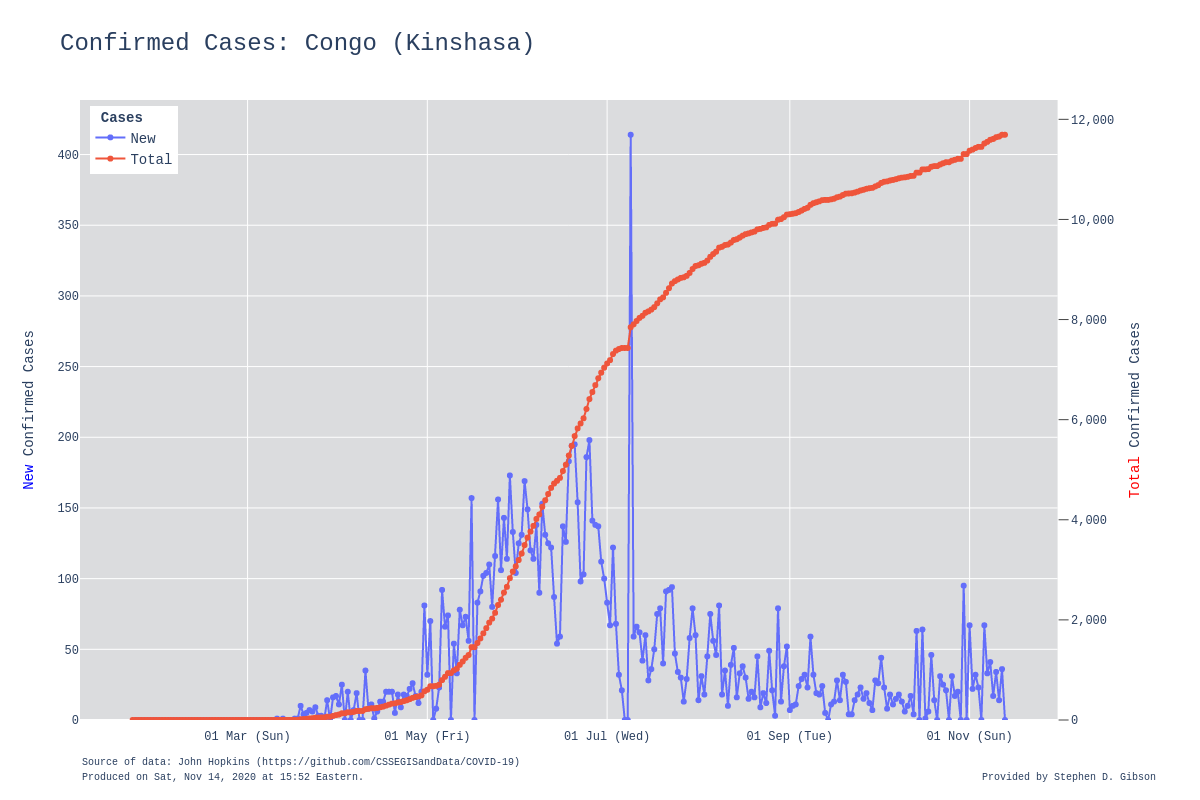 Confirmed Cases: Congo (Kinshasa)
Cases
New
Total
400
350
300
250
200
150
100
50
0
12,000
10,000
8,000
6,000
4,000
2,000
0
New Confirmed Cases
Total Confirmed Cases
01 Mar (Sun)
01 May (Fri)
01 Jul (Wed)
01 Sep (Tue)
01 Nov (Sun)
Source of data: John Hopkins (https://github.com/CSSEGISandData/COVID-19)
Produced on Sat, Nov 14, 2020 at 15:52 Eastern.
Provided by Stephen D. Gibson